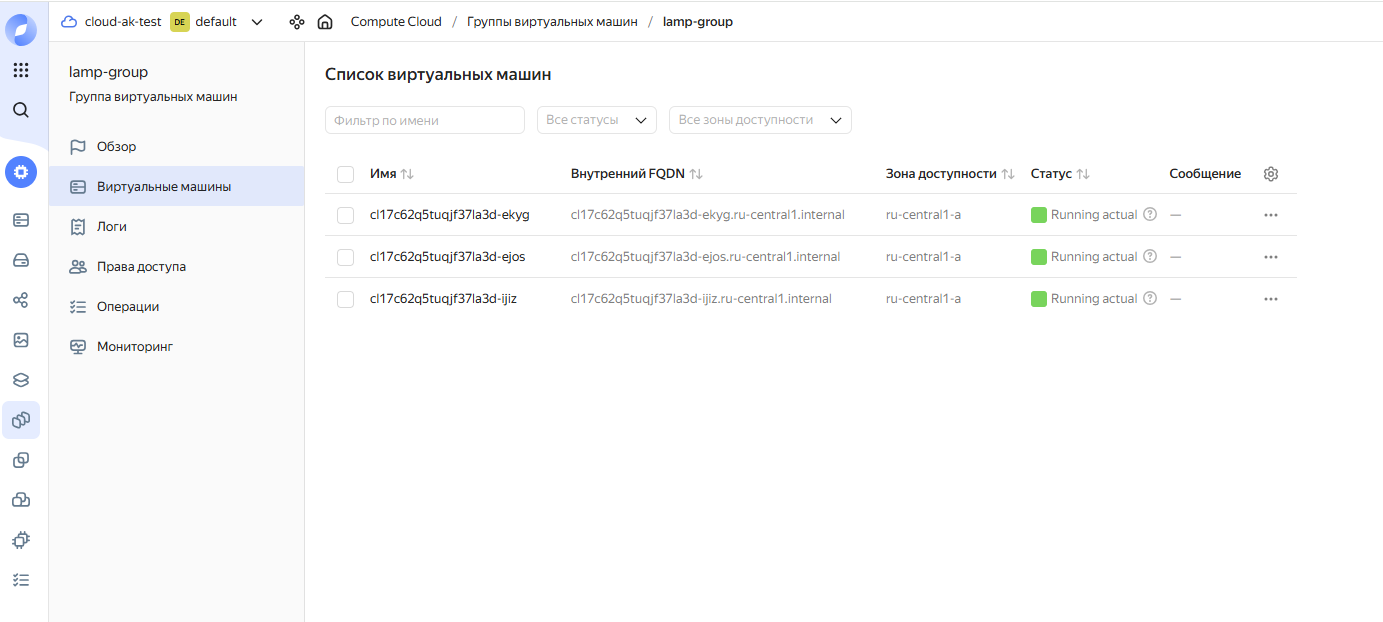 cloud-ak-test DE default Compute Cloud / Группы виртуальных машин / lamp-group
lamp-group
Группа виртуальных машин
Обзор
Виртуальные машины
Логи
Права доступа
Операции
Мониторинг
Список виртуальных машин
Фильтр по имени Все статусы Все зоны доступности
Имя Внутренний FQDN Зона доступности Статус Сообщение
cl17c62q5tuqjf37la3d-ekyg cl17c62q5tuqjf37la3d-ekyg.ru-central1.internal ru-central1-a Running actual —
cl17c62q5tuqjf37la3d-ejos cl17c62q5tuqjf37la3d-ejos.ru-central1.internal ru-central1-a Running actual —
cl17c62q5tuqjf37la3d-ijiz cl17c62q5tuqjf37la3d-ijiz.ru-central1.internal ru-central1-a Running actual —